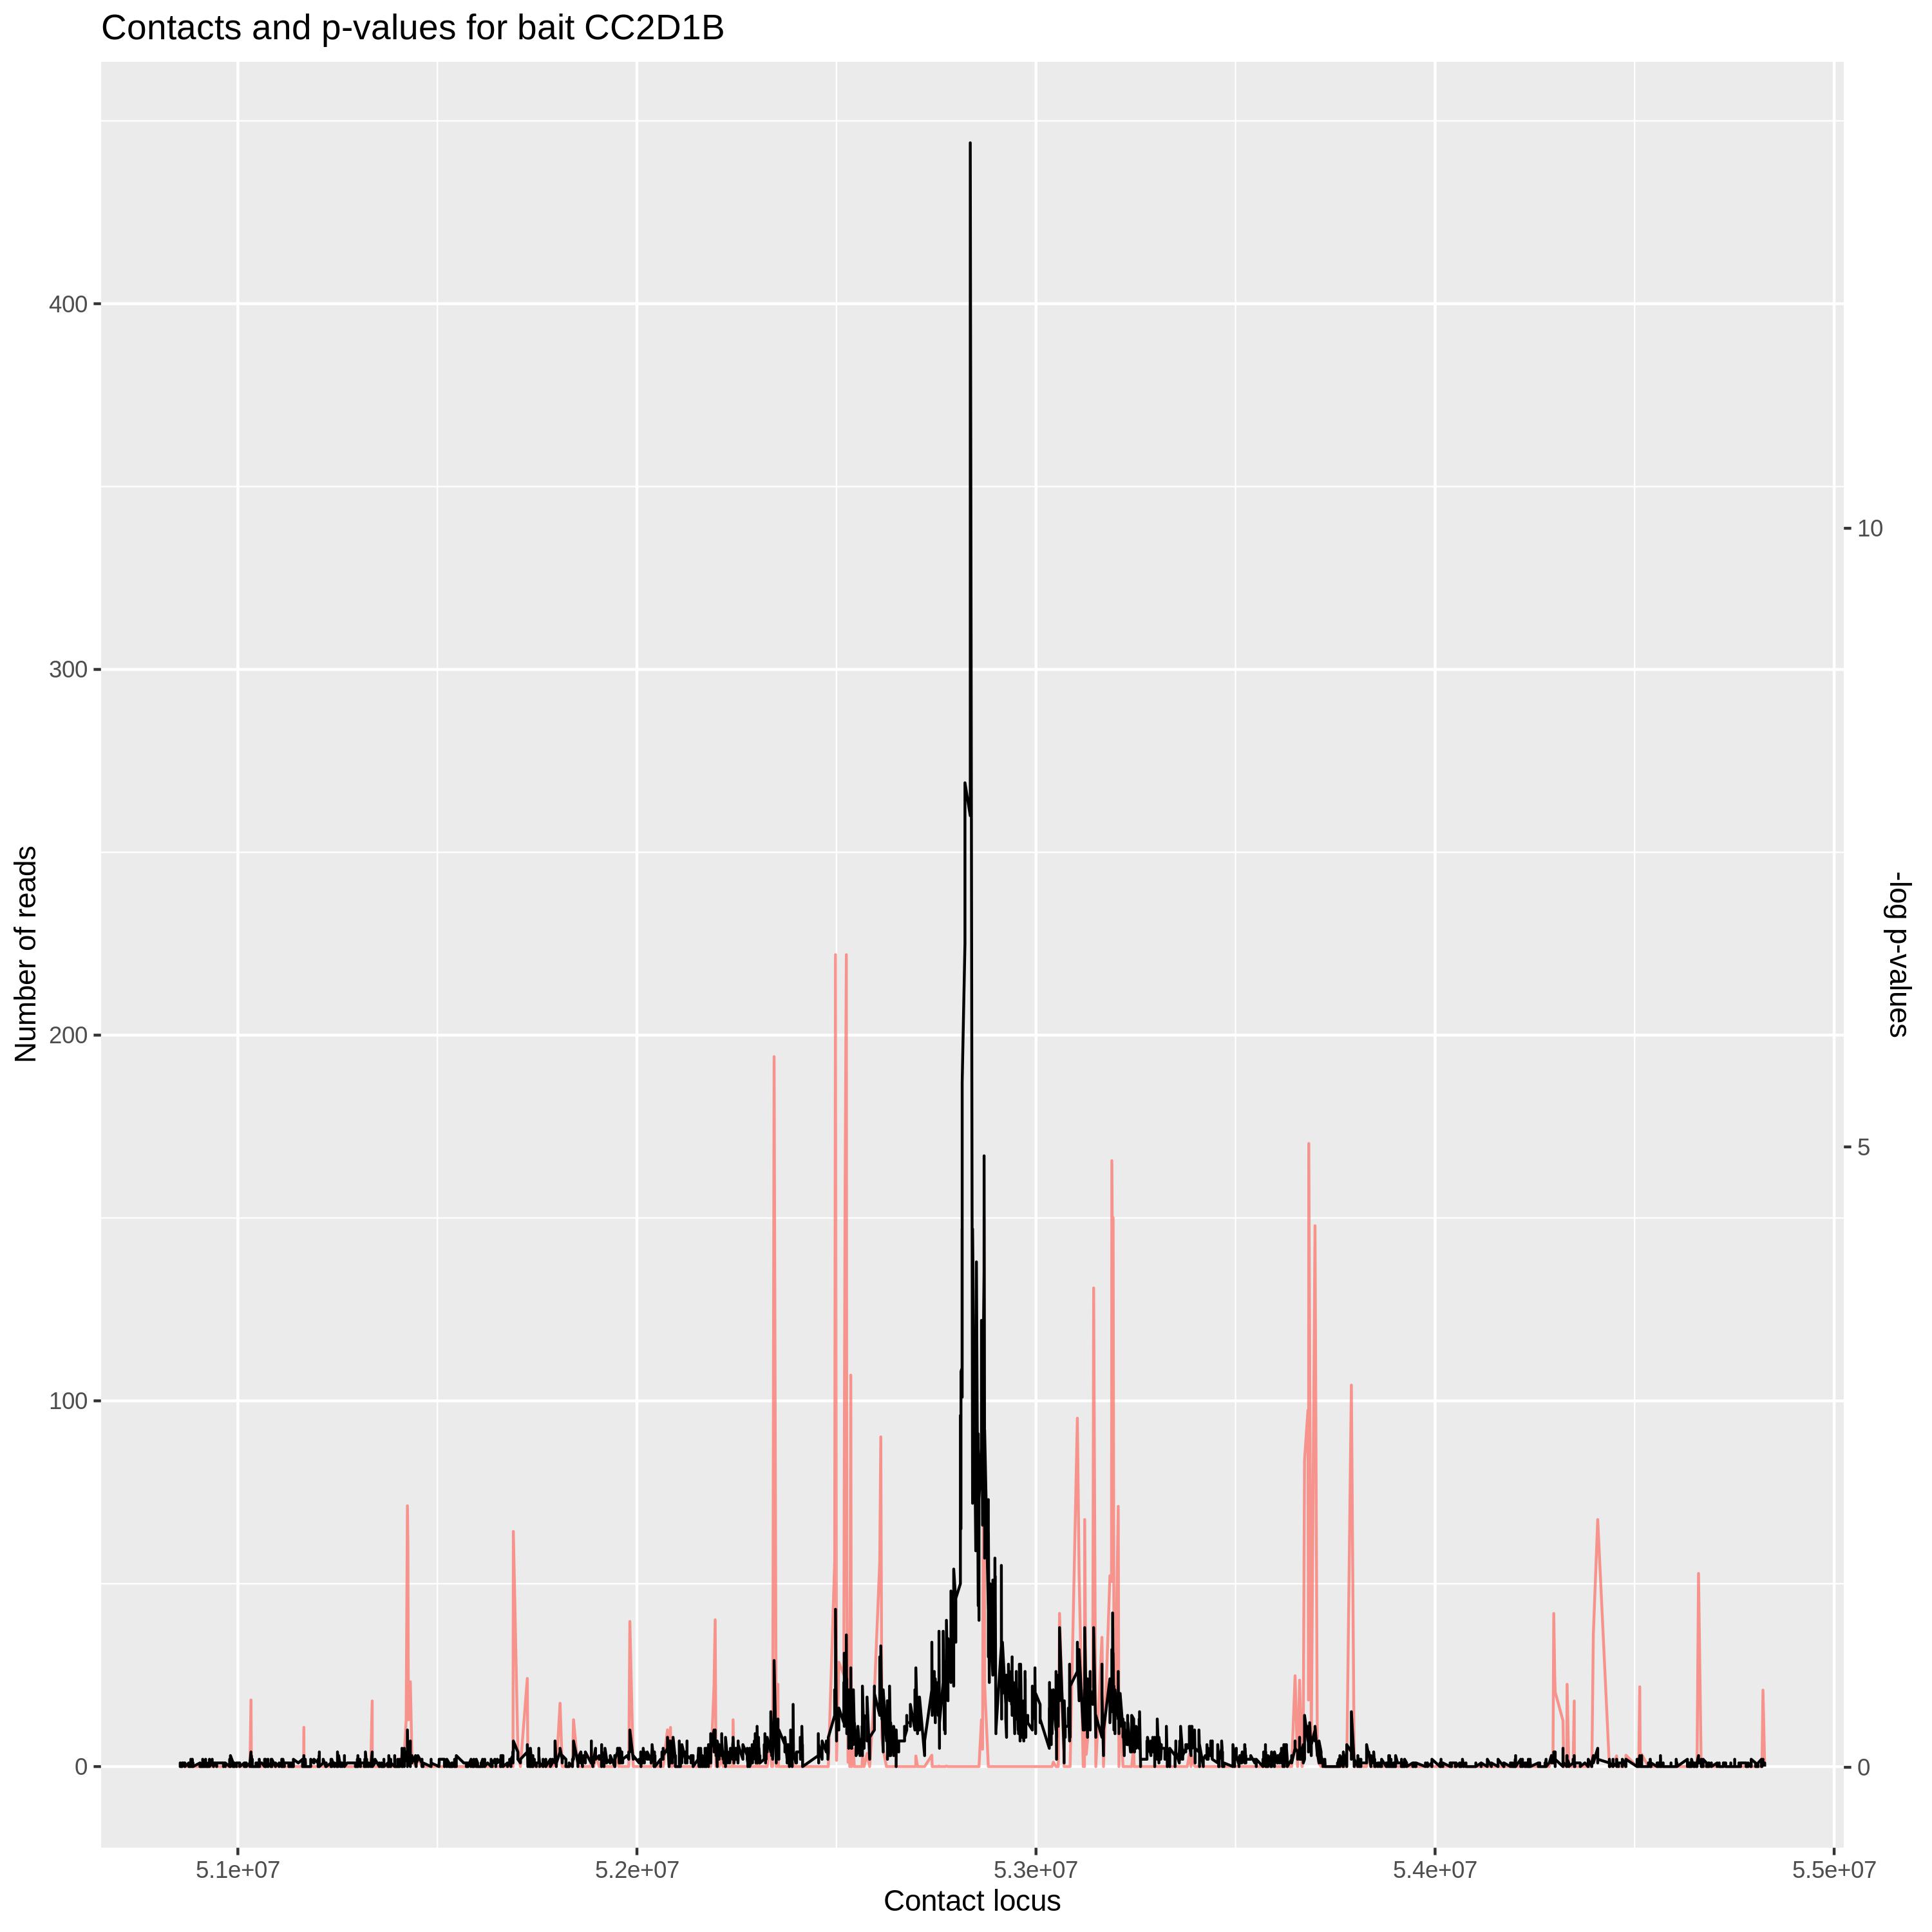 Contacts and p-values for bait CC2D1B
Number of reads
400
300
200
100
0
10
5
0
-log p-values
5.1e+07
5.2e+07
5.3e+07
5.4e+07
5.5e+07
Contact locus